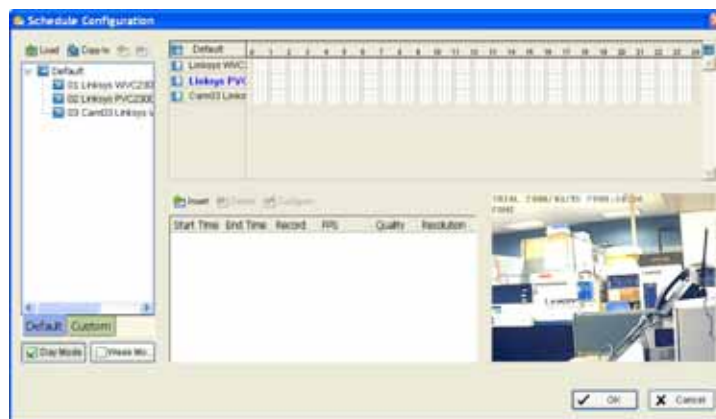 Schedule Configuration
Load Copy to
Default
01 Linksys WVC230
02 Linksys PVC230
03 Cam03 Linksys v
Default Custom
Day Mode Week Mo...
Default 0 1 2 3 4 5 6 7 8 9 10 11 12 13 14 15 16 17 18 19 20 21 22 23 24
Linksys WVC
Linksys PVC
Cam03 Links
Insert Delete Configure
Start Time End Time Record FPS Quality Resolution
TRIAL
Linksys
OK Cancel